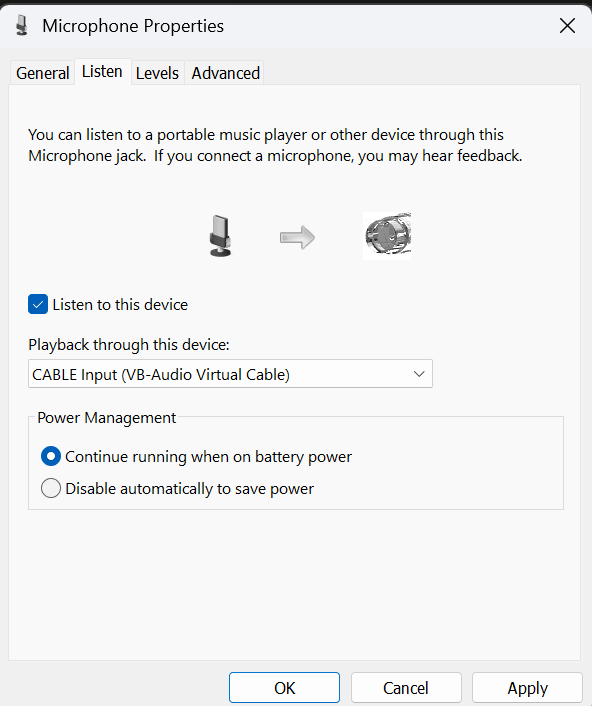 Microphone Properties
General Listen Levels Advanced
You can listen to a portable music player or other device through this
Microphone jack.  If you connect a microphone, you may hear feedback.
Listen to this device
Playback through this device:
CABLE Input (VB-Audio Virtual Cable)
Power Management
Continue running when on battery power
Disable automatically to save power
OK Cancel Apply